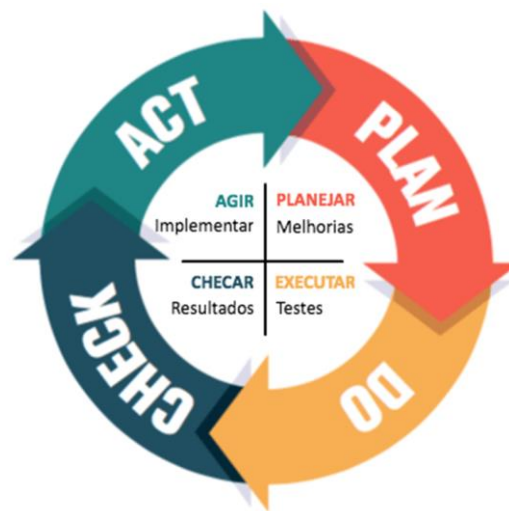 ACT
PLAN
AGIR
Implementar
PLANEJAR
Melhorias
CHECAR
Resultados
EXECUTAR
Testes
CHECK
DO